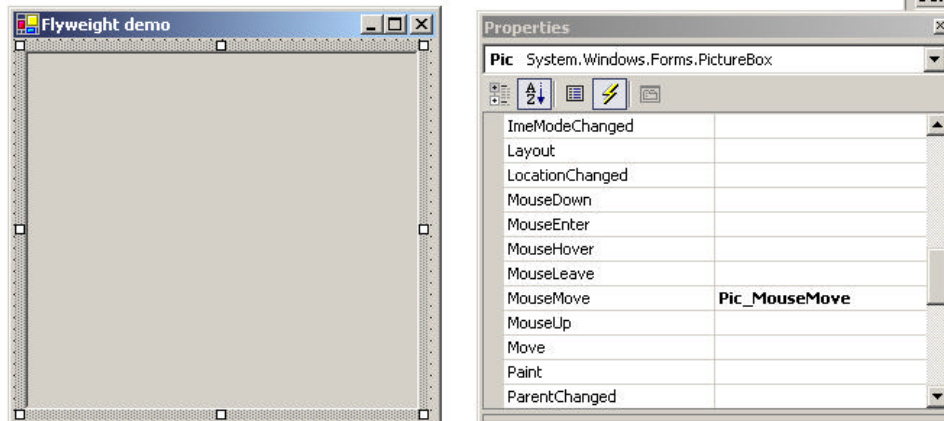 Flyweight demo
Properties
Pic System.Windows.Forms.PictureBox
ImeModeChanged
Layout
LocationChanged
MouseDown
MouseEnter
MouseHover
MouseLeave
MouseMove Pic_MouseMove
MouseUp
Move
Paint
ParentChanged